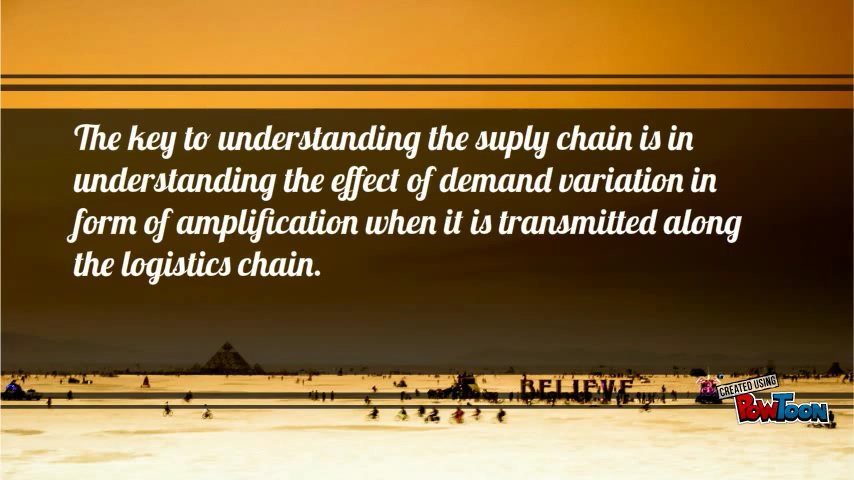 The key to understanding the suply chain is in
understanding the effect of demand variation in
form of amplification when it is transmitted along
the logistics chain.
BELIEVE
CREATED USING
POWTOON